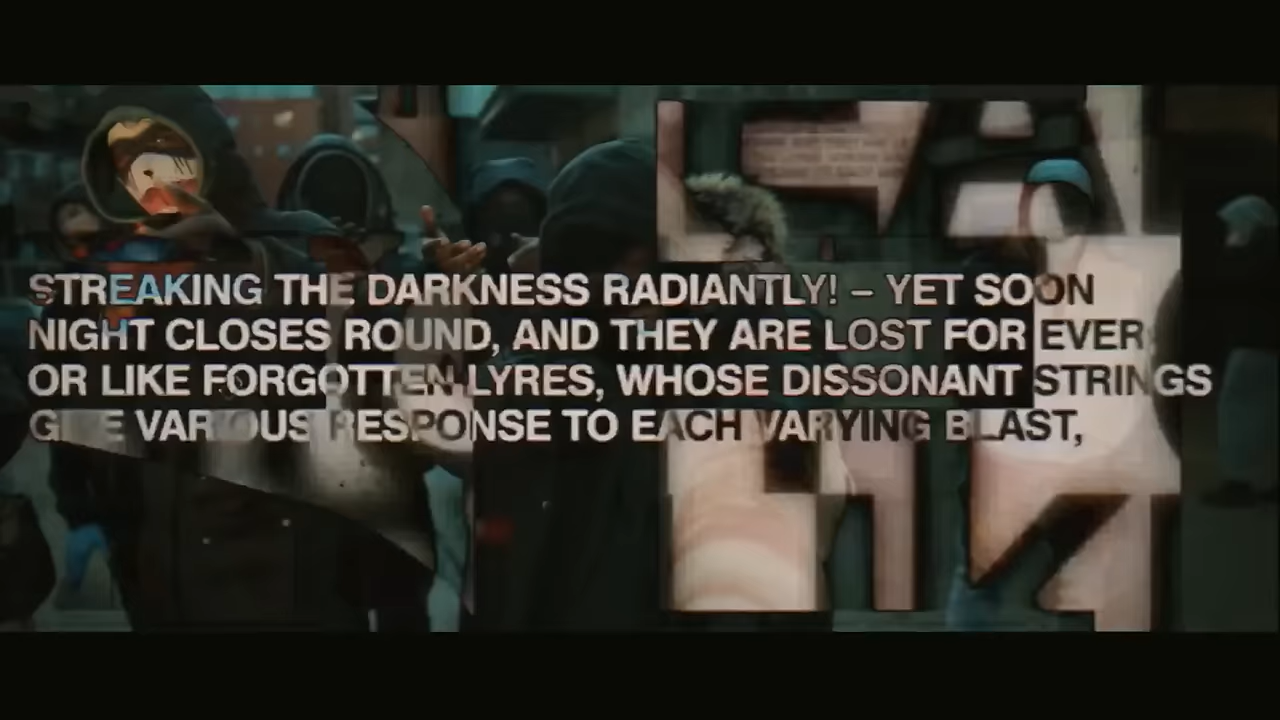 STREAKING THE DARKNESS RADIANTLY! – YET SOON
NIGHT CLOSES ROUND, AND THEY ARE LOST FOR EVER:
OR LIKE FORGOTTEN LYRES, WHOSE DISSONANT STRINGS
GIVE VARIOUS RESPONSE TO EACH VARYING BLAST,